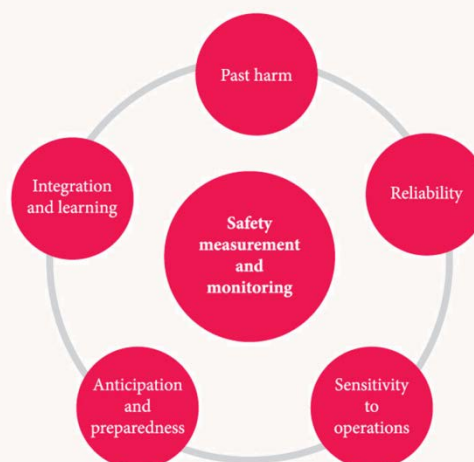 Past harm
Reliability
Sensitivity
to
operations
Anticipation
and
preparedness
Integration
and learning
Safety
measurement
and
monitoring